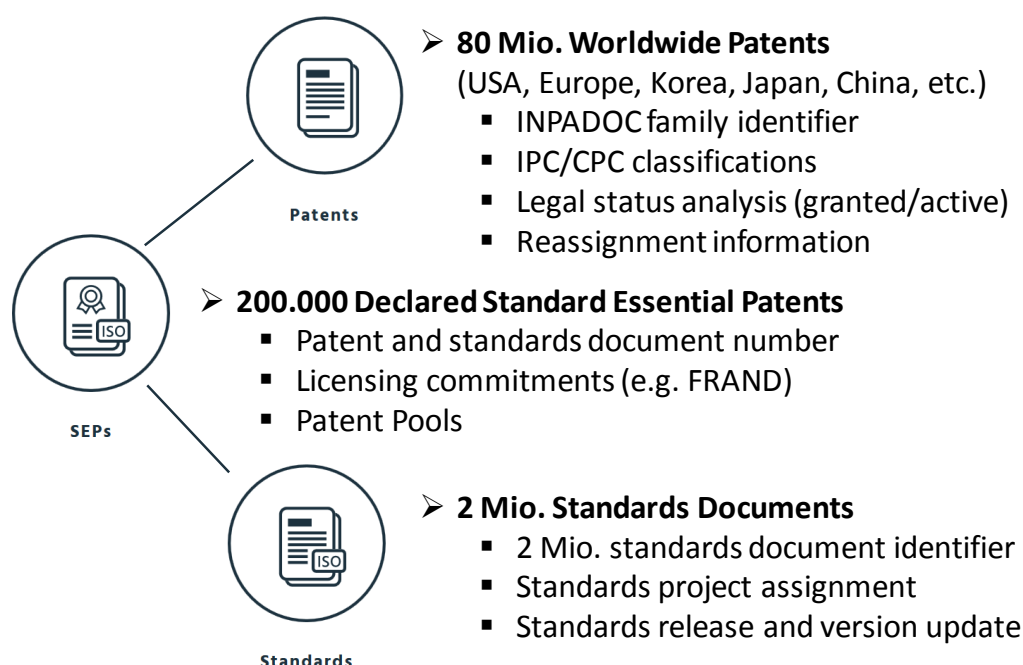 ➢ 80 Mio. Worldwide Patents
(USA, Europe, Korea, Japan, China, etc.)
▪ INPADOC family identifier
▪ IPC/CPC classifications
▪ Legal status analysis (granted/active)
▪ Reassignment information
Patents
➢ 200.000 Declared Standard Essential Patents
▪ Patent and standards document number
▪ Licensing commitments (e.g. FRAND)
▪ Patent Pools
ISO
SEPs
➢ 2 Mio. Standards Documents
▪ 2 Mio. standards document identifier
▪ Standards project assignment
▪ Standards release and version update
ISO
Standards